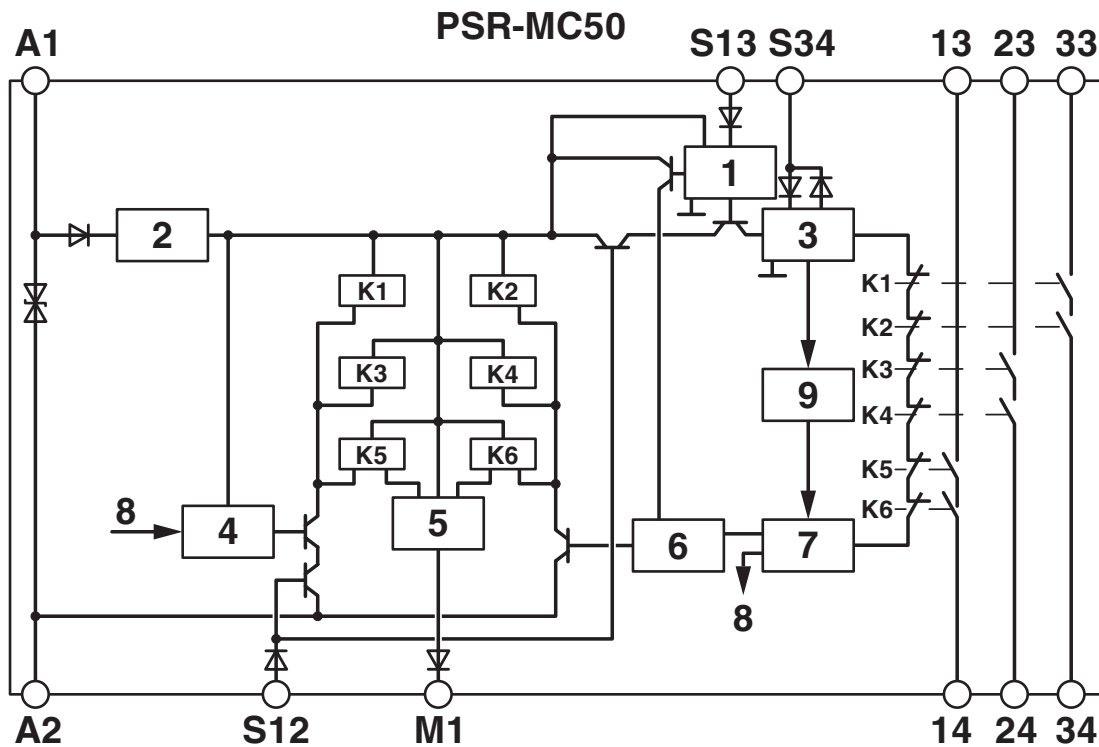 PSR-MC50
A1 S13 S34 13 23 33
1
2 3
K1 K2 K1
K2
K3 K4 9 K3
K4
K5 K6 K5
8 4 5 6 7 K6
8
A2 S12 M1 14 24 34